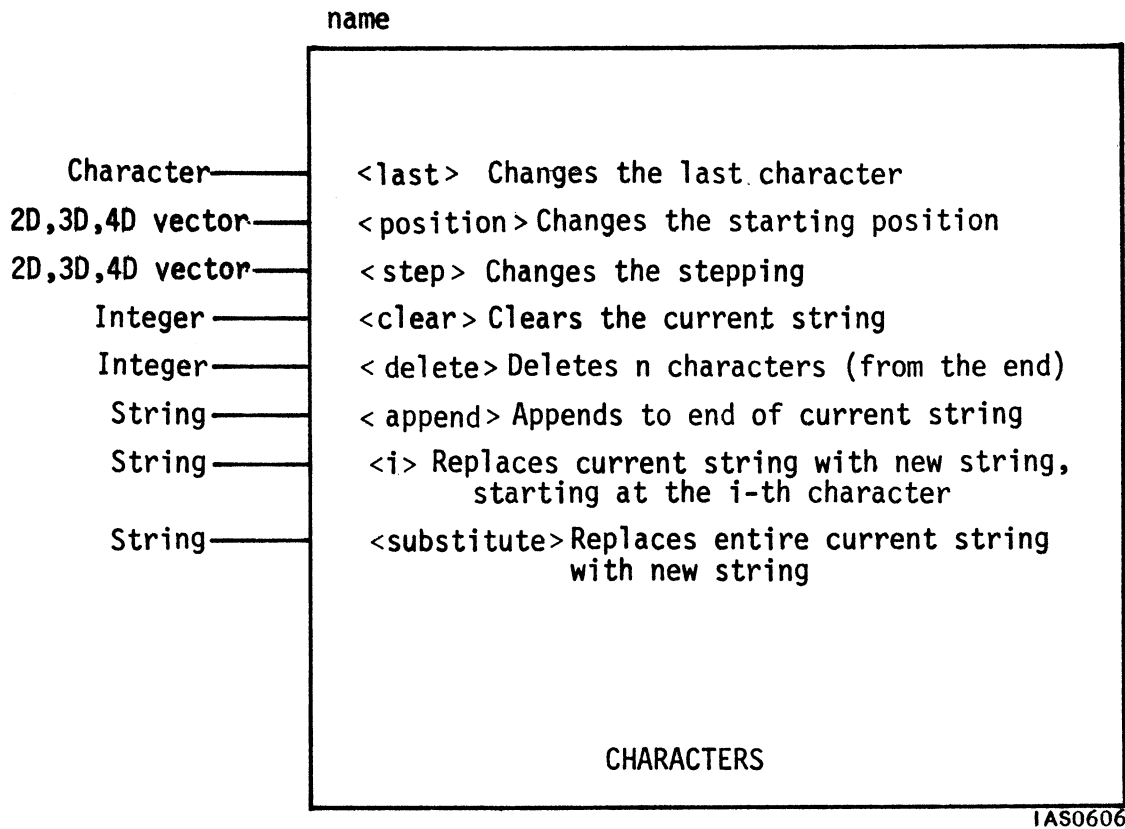 name
Character <last> Changes the last character
2D,3D,4D vector <position> Changes the starting position
2D,3D,4D vector <step> Changes the stepping
Integer <clear> Clears the current string
Integer <delete> Deletes n characters (from the end)
String <append> Appends to end of current string
String <i> Replaces current string with new string,
starting at the i-th character
String <substitute> Replaces entire current string
with new string
CHARACTERS
IAS0606